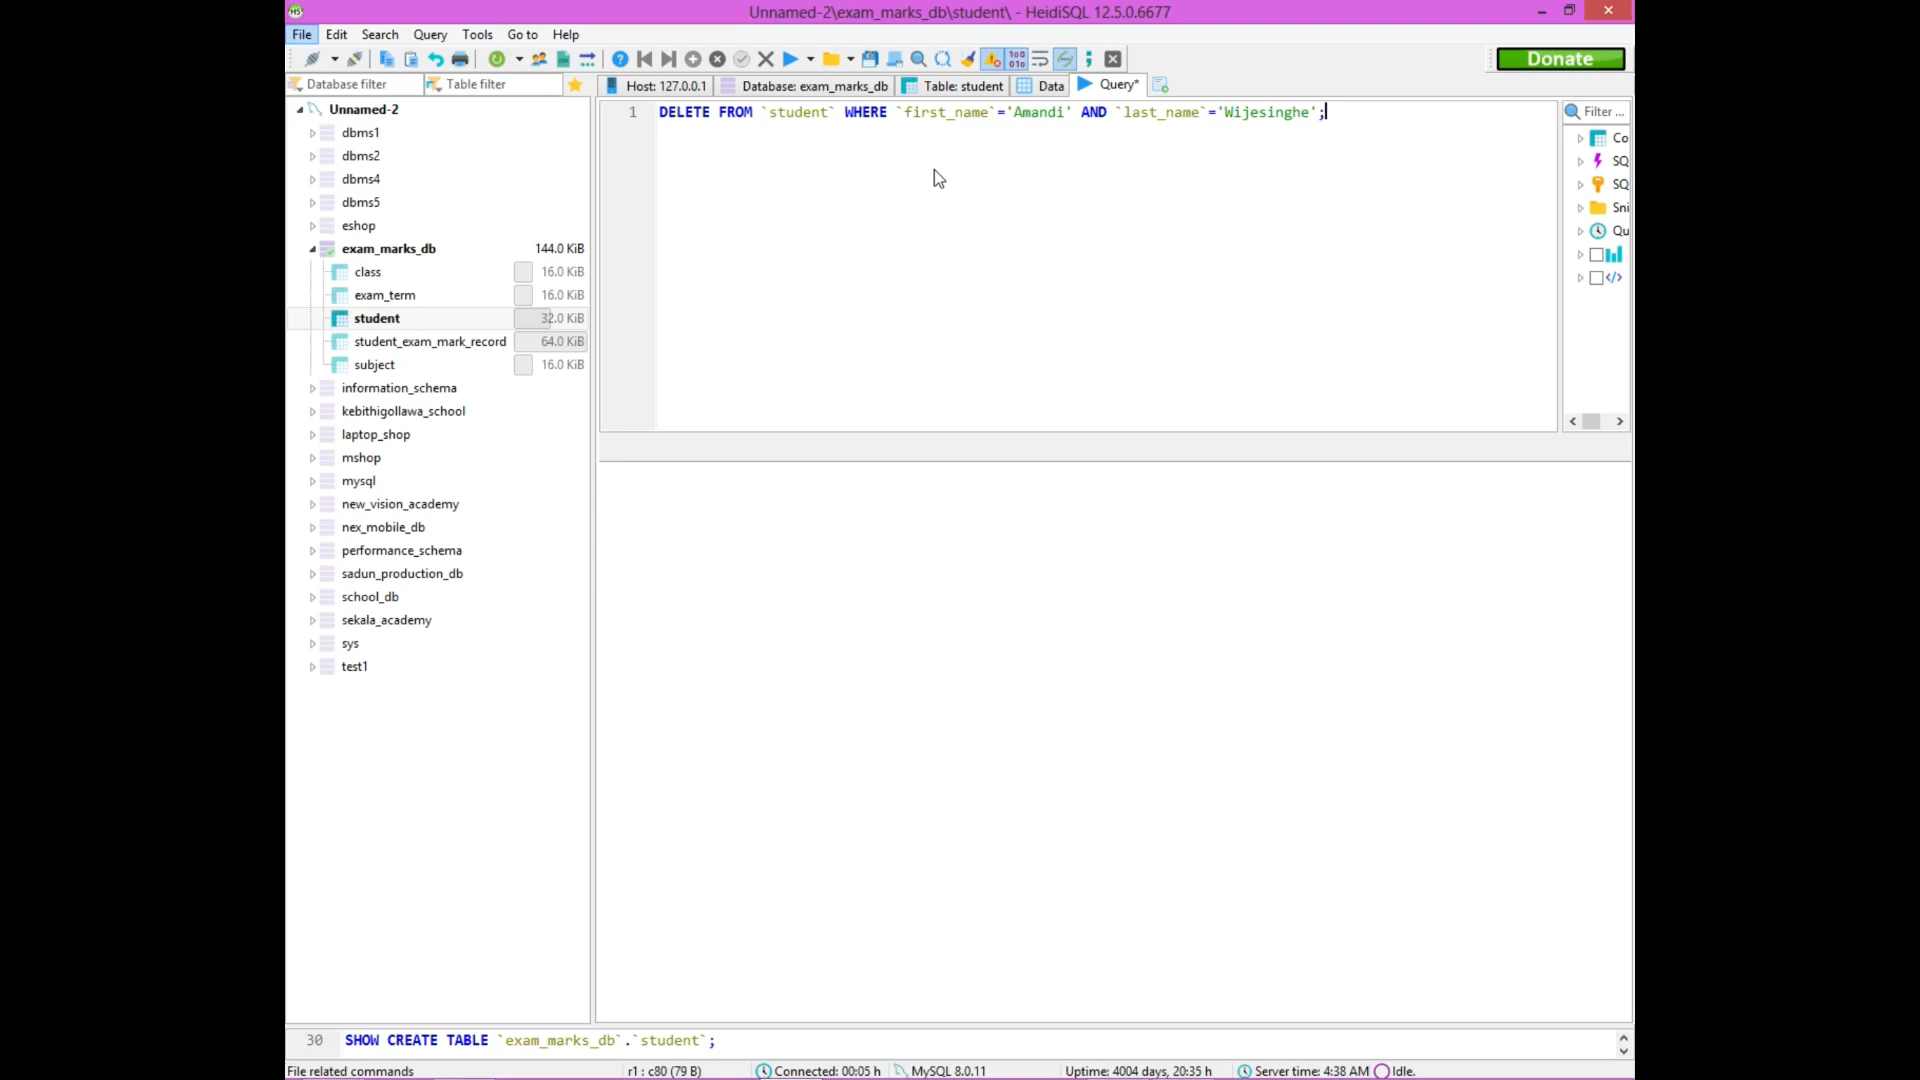 HS
Unnamed-2\exam_marks_db\student\ - HeidiSQL 12.5.0.6677
File Edit Search Query Tools Go to Help
Donate
Database filter Table filter
Host: 127.0.0.1 Database: exam_marks_db Table: student Data Query*
1 DELETE FROM `student` WHERE `first_name`='Amandi' AND `last_name`='Wijesinghe';
Filter ...
Co
SQ
SQ
Sni
Qu
Unnamed-2
dbms1
dbms2
dbms4
dbms5
eshop
exam_marks_db 144.0 KiB
class 16.0 KiB
exam_term 16.0 KiB
student 32.0 KiB
student_exam_mark_record 64.0 KiB
subject 16.0 KiB
information_schema
kebithigollawa_school
laptop_shop
mshop
mysql
new_vision_academy
nex_mobile_db
performance_schema
sadun_production_db
school_db
sekala_academy
sys
test1
30 SHOW CREATE TABLE `exam_marks_db`.`student`;
File related commands r1 : c80 (79 B) Connected: 00:05 h MySQL 8.0.11 Uptime: 4004 days, 20:35 h Server time: 4:38 AM Idle.